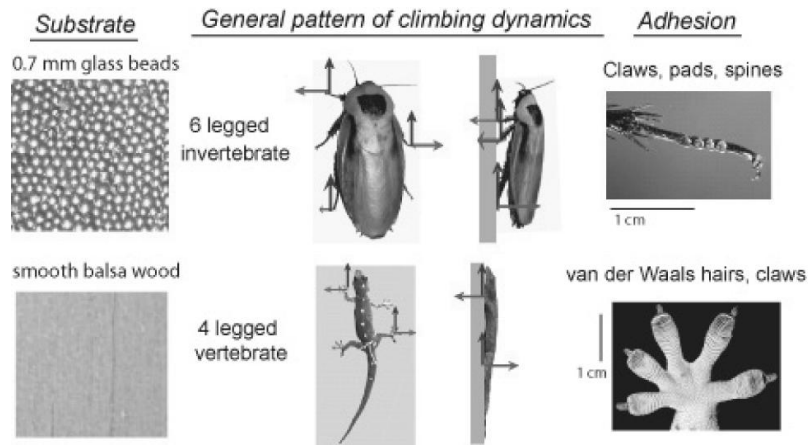 Substrate
General pattern of climbing dynamics
Adhesion
0.7 mm glass beads
6 legged
invertebrate
Claws, pads, spines
1 cm
smooth balsa wood
4 legged
vertebrate
van der Waals hairs, claws
1 cm